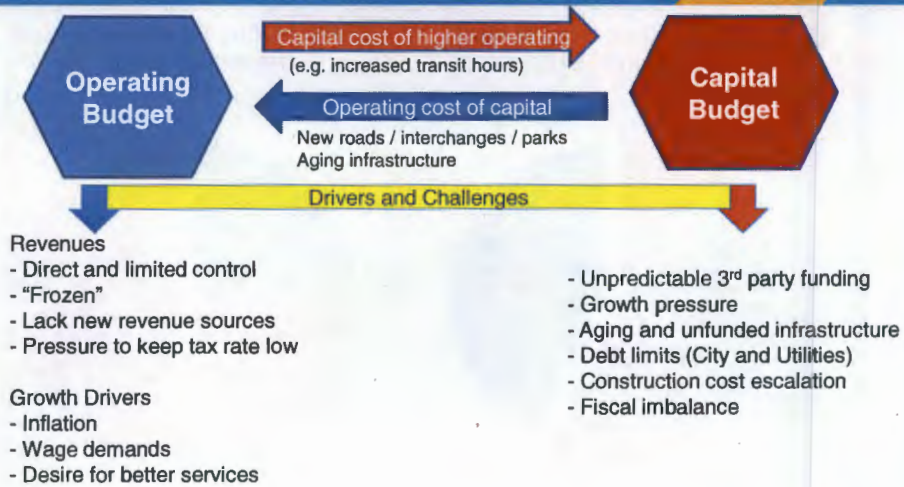 Operating
Budget
Capital cost of higher operating
(e.g. increased transit hours)
Operating cost of capital
New roads / interchanges / parks
Aging infrastructure
Capital
Budget
Drivers and Challenges
Revenues
- Direct and limited control
- "Frozen"
- Lack new revenue sources
- Pressure to keep tax rate low
Growth Drivers
- Inflation
- Wage demands
- Desire for better services
- Unpredictable 3rd party funding
- Growth pressure
- Aging and unfunded infrastructure
- Debt limits (City and Utilities)
- Construction cost escalation
- Fiscal imbalance